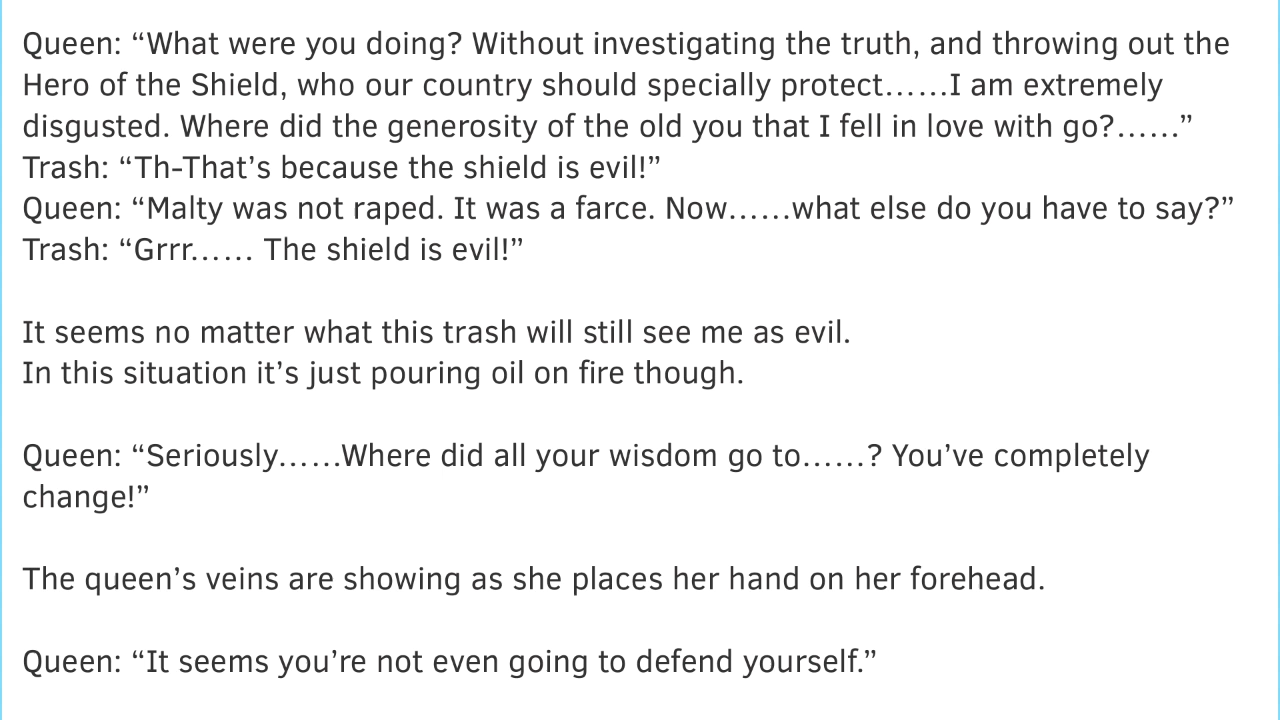 Queen: “What were you doing? Without investigating the truth, and throwing out the
Hero of the Shield, who our country should specially protect……I am extremely
disgusted. Where did the generosity of the old you that I fell in love with go?……”
Trash: “Th-That’s because the shield is evil!”
Queen: “Malty was not raped. It was a farce. Now……what else do you have to say?”
Trash: “Grrr…… The shield is evil!”
It seems no matter what this trash will still see me as evil.
In this situation it’s just pouring oil on fire though.
Queen: “Seriously……Where did all your wisdom go to……? You’ve completely
change!”
The queen’s veins are showing as she places her hand on her forehead.
Queen: “It seems you’re not even going to defend yourself.”